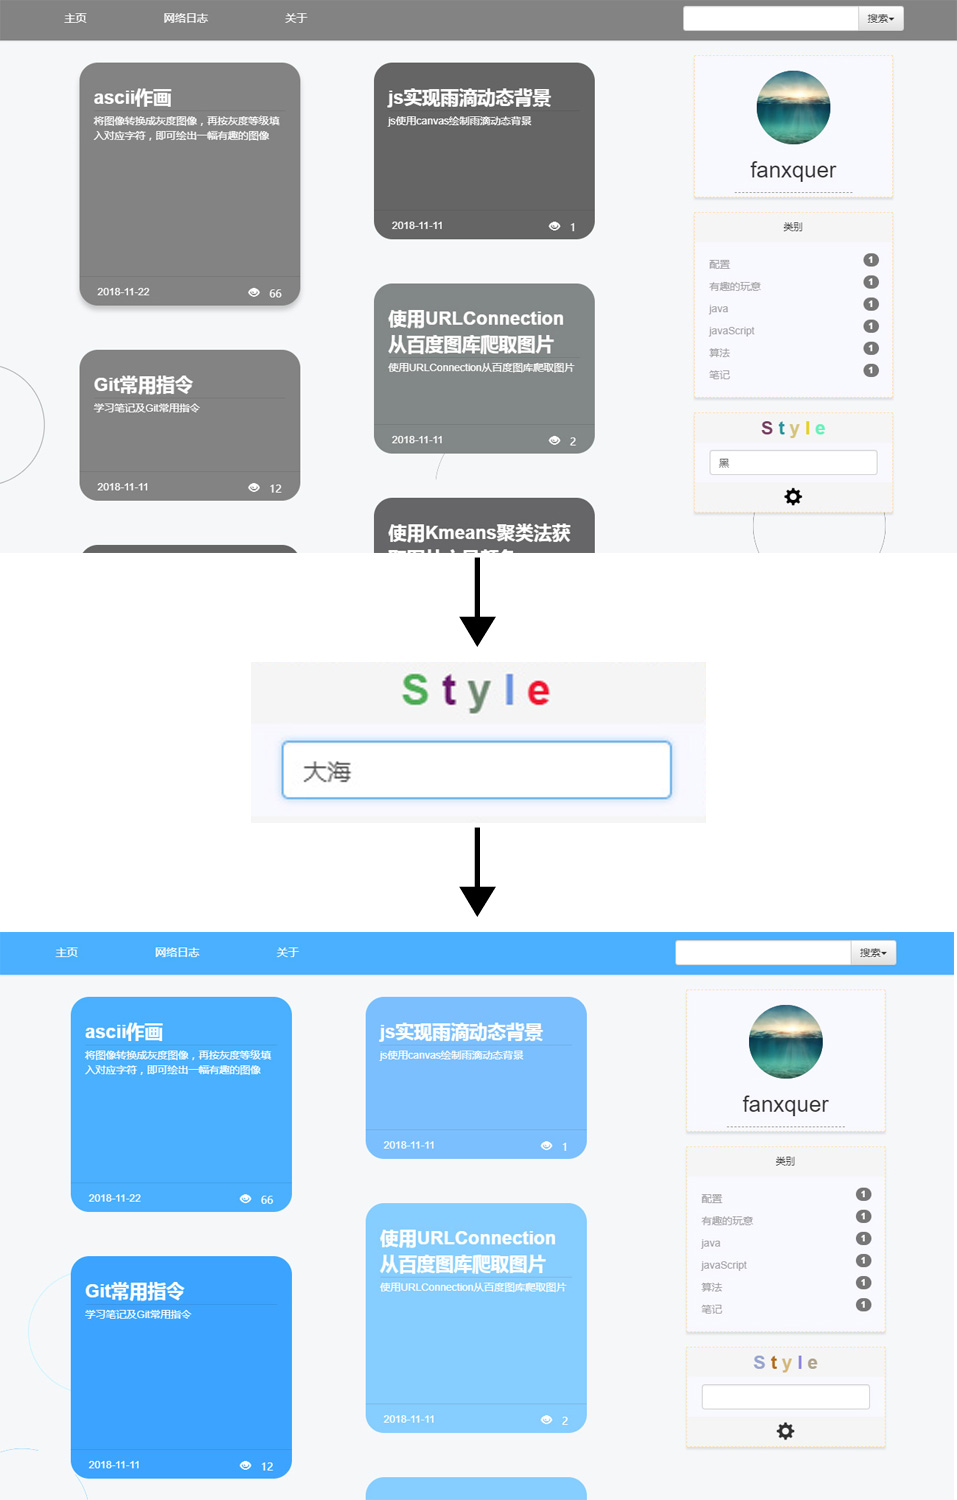 主页 网络日志 关于 搜索
ascii作画
将图像转换成灰度图像，再按灰度等级填
入对应字符，即可绘出一幅有趣的图像
2018-11-22 66
Git常用指令
学习笔记及Git常用指令
2018-11-11 12
js实现雨滴动态背景
js使用canvas绘制雨滴动态背景
2018-11-11 1
使用URLConnection
从百度图库爬取图片
使用URLConnection从百度图库爬取图片
2018-11-11 2
使用Kmeans聚类法获
fanxquer
类别
配置 1
有趣的玩意 1
java 1
javaScript 1
算法 1
笔记 1
Style
黑
Style
大海
主页 网络日志 关于 搜索
ascii作画
将图像转换成灰度图像，再按灰度等级填
入对应字符，即可绘出一幅有趣的图像
2018-11-22 66
Git常用指令
学习笔记及Git常用指令
2018-11-11 12
js实现雨滴动态背景
js使用canvas绘制雨滴动态背景
2018-11-11 1
使用URLConnection
从百度图库爬取图片
使用URLConnection从百度图库爬取图片
2018-11-11 2
fanxquer
类别
配置 1
有趣的玩意 1
java 1
javaScript 1
算法 1
笔记 1
Style